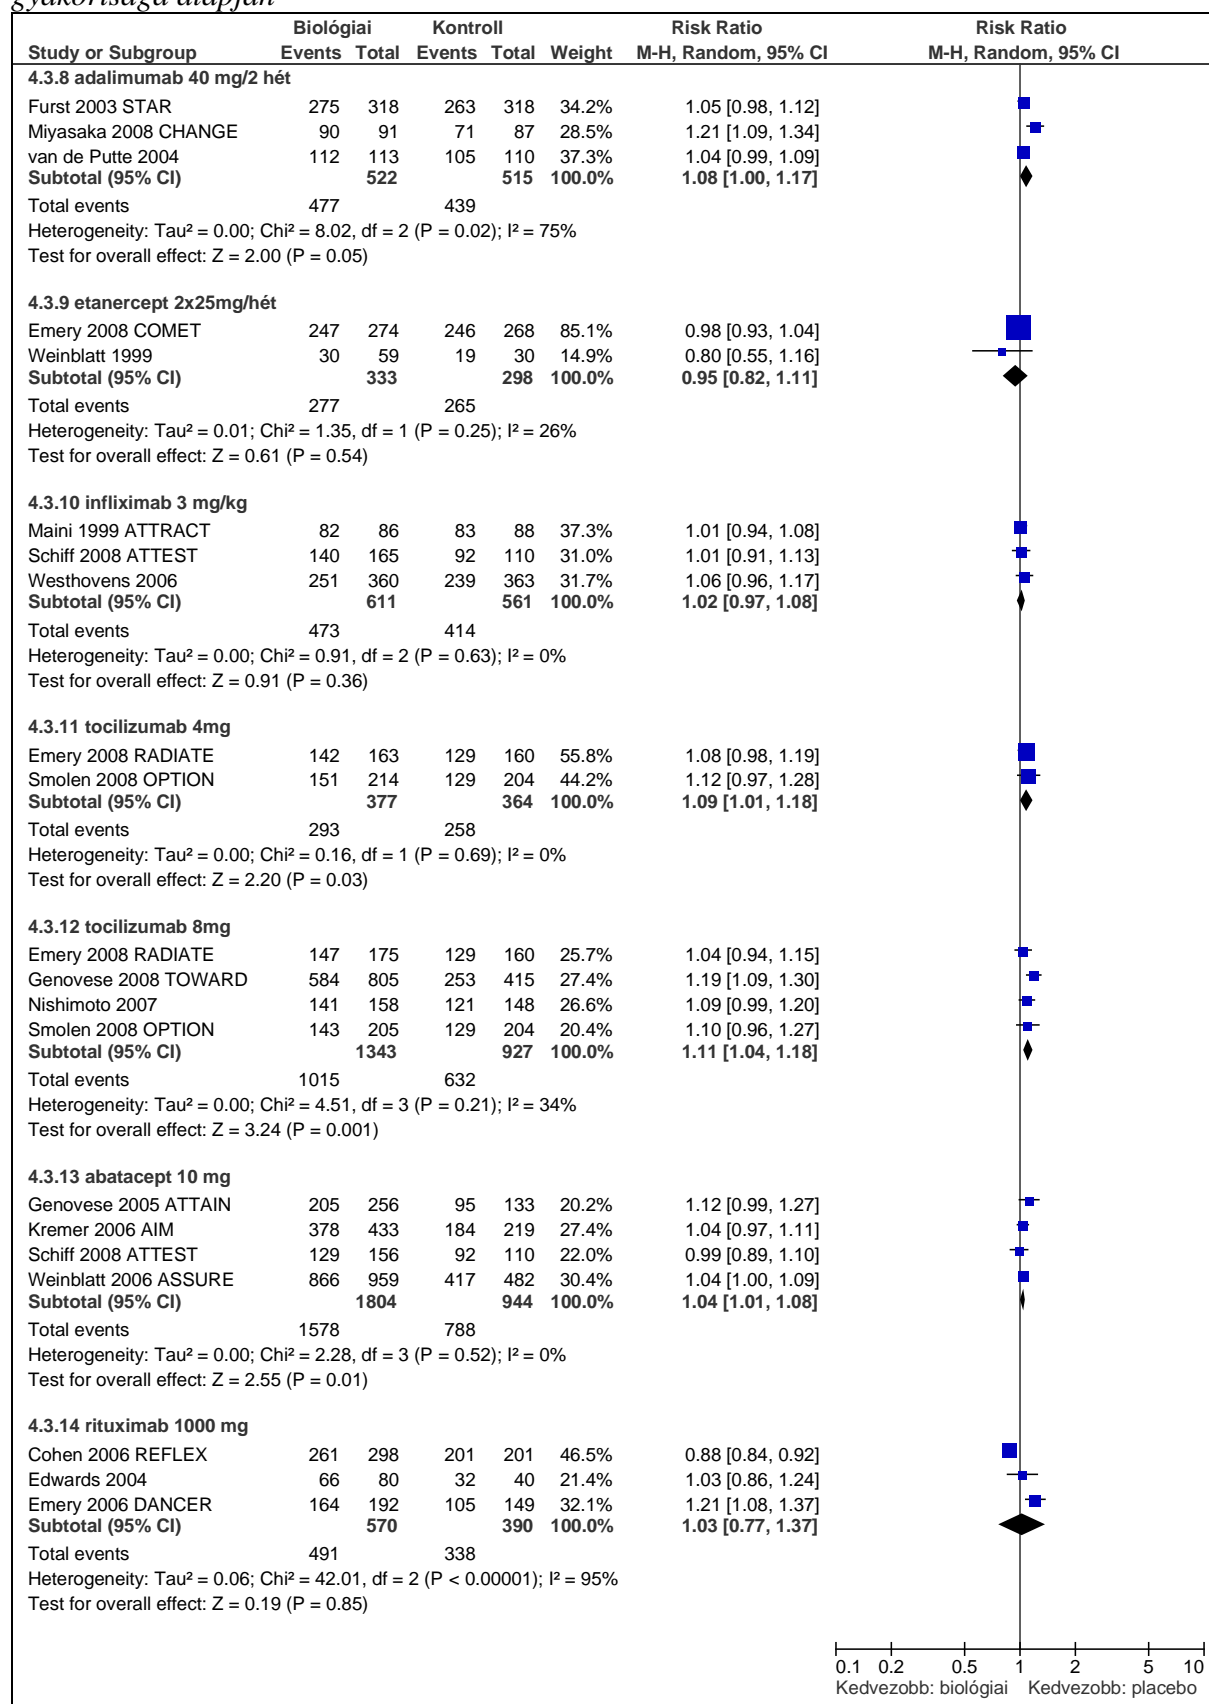 gyakorisága alapján
Biológiai Kontroll Risk Ratio Risk Ratio
Study or Subgroup Events Total Events Total Weight M-H, Random, 95% CI M-H, Random, 95% CI
4.3.8 adalimumab 40 mg/2 hét
Furst 2003 STAR 275 318 263 318 34.2% 1.05 [0.98, 1.12]
Miyasaka 2008 CHANGE 90 91 71 87 28.5% 1.21 [1.09, 1.34]
van de Putte 2004 112 113 105 110 37.3% 1.04 [0.99, 1.09]
Subtotal (95% CI) 522 515 100.0% 1.08 [1.00, 1.17]
Total events 477 439
Heterogeneity: Tau² = 0.00; Chi² = 8.02, df = 2 (P = 0.02); I² = 75%
Test for overall effect: Z = 2.00 (P = 0.05)
4.3.9 etanercept 2x25mg/hét
Emery 2008 COMET 247 274 246 268 85.1% 0.98 [0.93, 1.04]
Weinblatt 1999 30 59 19 30 14.9% 0.80 [0.55, 1.16]
Subtotal (95% CI) 333 298 100.0% 0.95 [0.82, 1.11]
Total events 277 265
Heterogeneity: Tau² = 0.01; Chi² = 1.35, df = 1 (P = 0.25); I² = 26%
Test for overall effect: Z = 0.61 (P = 0.54)
4.3.10 infliximab 3 mg/kg
Maini 1999 ATTRACT 82 86 83 88 37.3% 1.01 [0.94, 1.08]
Schiff 2008 ATTEST 140 165 92 110 31.0% 1.01 [0.91, 1.13]
Westhovens 2006 251 360 239 363 31.7% 1.06 [0.96, 1.17]
Subtotal (95% CI) 611 561 100.0% 1.02 [0.97, 1.08]
Total events 473 414
Heterogeneity: Tau² = 0.00; Chi² = 0.91, df = 2 (P = 0.63); I² = 0%
Test for overall effect: Z = 0.91 (P = 0.36)
4.3.11 tocilizumab 4mg
Emery 2008 RADIATE 142 163 129 160 55.8% 1.08 [0.98, 1.19]
Smolen 2008 OPTION 151 214 129 204 44.2% 1.12 [0.97, 1.28]
Subtotal (95% CI) 377 364 100.0% 1.09 [1.01, 1.18]
Total events 293 258
Heterogeneity: Tau² = 0.00; Chi² = 0.16, df = 1 (P = 0.69); I² = 0%
Test for overall effect: Z = 2.20 (P = 0.03)
4.3.12 tocilizumab 8mg
Emery 2008 RADIATE 147 175 129 160 25.7% 1.04 [0.94, 1.15]
Genovese 2008 TOWARD 584 805 253 415 27.4% 1.19 [1.09, 1.30]
Nishimoto 2007 141 158 121 148 26.6% 1.09 [0.99, 1.20]
Smolen 2008 OPTION 143 205 129 204 20.4% 1.10 [0.96, 1.27]
Subtotal (95% CI) 1343 927 100.0% 1.11 [1.04, 1.18]
Total events 1015 632
Heterogeneity: Tau² = 0.00; Chi² = 4.51, df = 3 (P = 0.21); I² = 34%
Test for overall effect: Z = 3.24 (P = 0.001)
4.3.13 abatacept 10 mg
Genovese 2005 ATTAIN 205 256 95 133 20.2% 1.12 [0.99, 1.27]
Kremer 2006 AIM 378 433 184 219 27.4% 1.04 [0.97, 1.11]
Schiff 2008 ATTEST 129 156 92 110 22.0% 0.99 [0.89, 1.10]
Weinblatt 2006 ASSURE 866 959 417 482 30.4% 1.04 [1.00, 1.09]
Subtotal (95% CI) 1804 944 100.0% 1.04 [1.01, 1.08]
Total events 1578 788
Heterogeneity: Tau² = 0.00; Chi² = 2.28, df = 3 (P = 0.52); I² = 0%
Test for overall effect: Z = 2.55 (P = 0.01)
4.3.14 rituximab 1000 mg
Cohen 2006 REFLEX 261 298 201 201 46.5% 0.88 [0.84, 0.92]
Edwards 2004 66 80 32 40 21.4% 1.03 [0.86, 1.24]
Emery 2006 DANCER 164 192 105 149 32.1% 1.21 [1.08, 1.37]
Subtotal (95% CI) 570 390 100.0% 1.03 [0.77, 1.37]
Total events 491 338
Heterogeneity: Tau² = 0.06; Chi² = 42.01, df = 2 (P < 0.00001); I² = 95%
Test for overall effect: Z = 0.19 (P = 0.85)
0.1 0.2 0.5 1 2 5 10
Kedvezobb: biológiai Kedvezobb: placebo